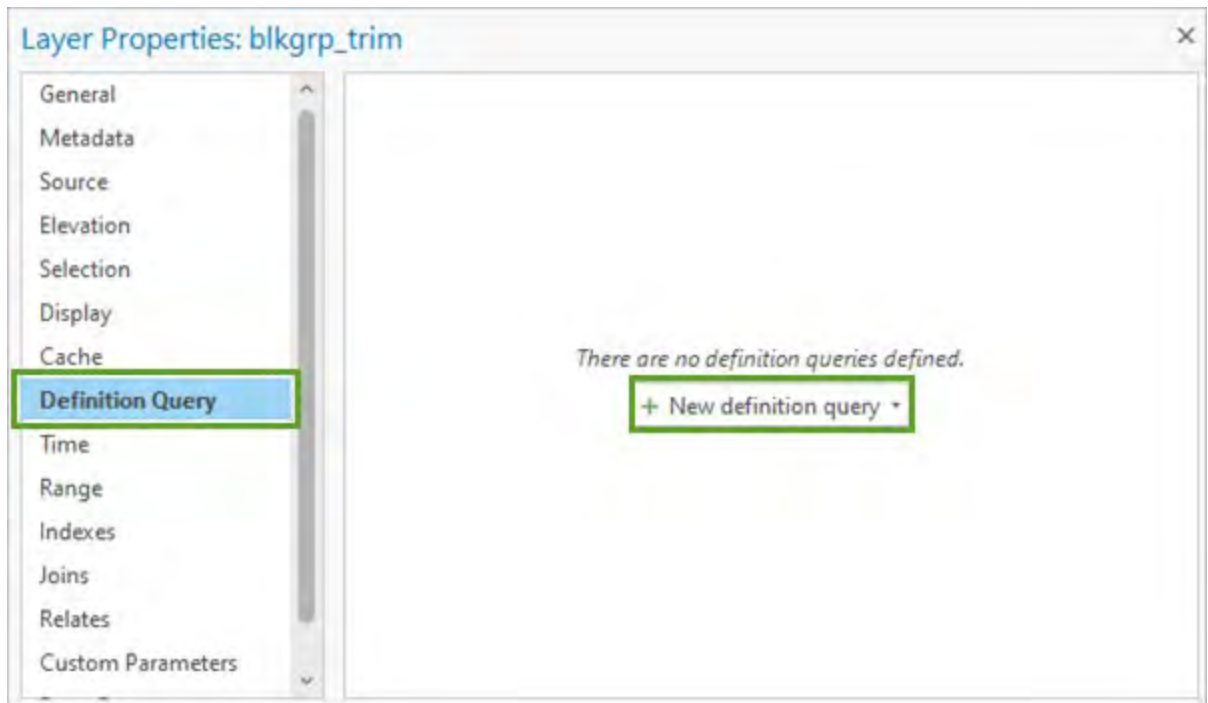 Layer Properties: blkgrp_trim
General
Metadata
Source
Elevation
Selection
Display
Cache
Definition Query
Time
Range
Indexes
Joins
Relates
Custom Parameters
There are no definition queries defined.
+ New definition query